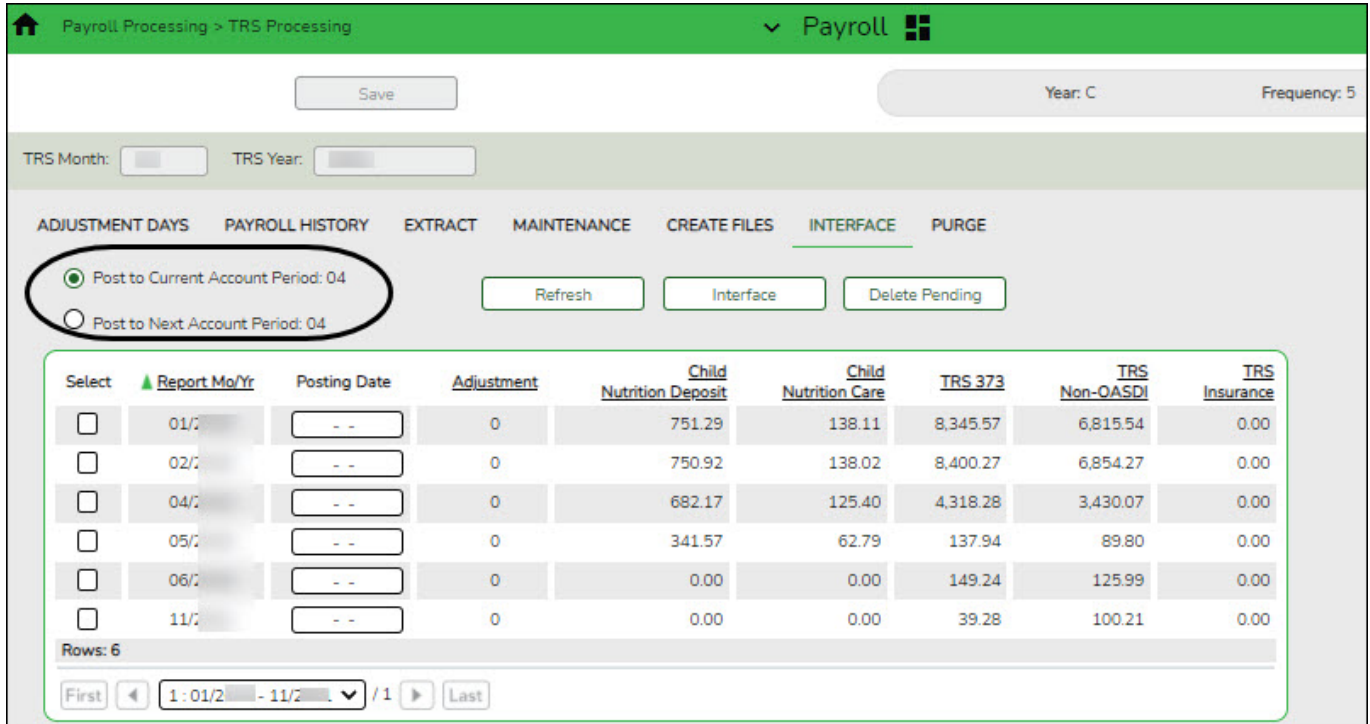 Payroll Processing > TRS Processing
Payroll
Save
Year: C
Frequency: 5
TRS Month:
TRS Year:
ADJUSTMENT DAYS PAYROLL HISTORY EXTRACT MAINTENANCE CREATE FILES INTERFACE PURGE
Post to Current Account Period: 04
Post to Next Account Period: 04
Refresh Interface Delete Pending
Select Report Mo/Yr Posting Date Adjustment Child Nutrition Deposit Child Nutrition Care TRS 373 TRS Non-OASDI TRS Insurance
01/2 - - 0 751.29 138.11 8,345.57 6,815.54 0.00
02/2 - - 0 750.92 138.02 8,400.27 6,854.27 0.00
04/2 - - 0 682.17 125.40 4,318.28 3,430.07 0.00
05/2 - - 0 341.57 62.79 137.94 89.80 0.00
06/2 - - 0 0.00 0.00 149.24 125.99 0.00
11/2 - - 0 0.00 0.00 39.28 100.21 0.00
Rows: 6
First 1 : 01/2 - 11/2 / 1 Last